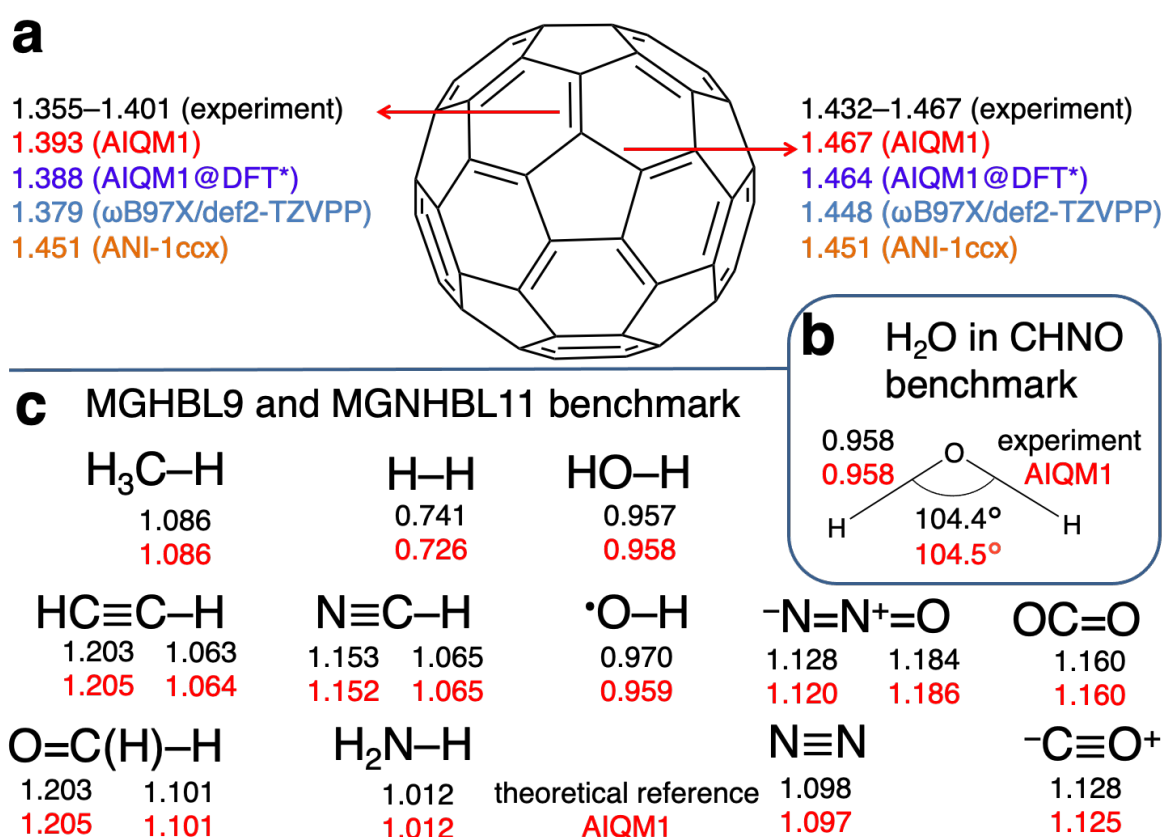 a
1.355–1.401 (experiment)
1.393 (AIQM1)
1.388 (AIQM1@DFT*)
1.379 (ωB97X/def2-TZVPP)
1.451 (ANI-1ccx)
1.432–1.467 (experiment)
1.467 (AIQM1)
1.464 (AIQM1@DFT*)
1.448 (ωB97X/def2-TZVPP)
1.451 (ANI-1ccx)
b H₂O in CHNO
benchmark
0.958 O experiment
0.958 AIQM1
H 104.4° H
104.5°
c MGHBL9 and MGNHBL11 benchmark
H₃C–H H–H HO–H
1.086 0.741 0.957
1.086 0.726 0.958
HC≡C–H N≡C–H •O–H ⁻N=N⁺=O OC=O
1.203 1.063 1.153 1.065 0.970 1.128 1.184 1.160
1.205 1.064 1.152 1.065 0.959 1.120 1.186 1.160
O=C(H)–H H₂N–H N≡N ⁻C≡O⁺
1.203 1.101 1.012 theoretical reference 1.098 1.128
1.205 1.101 1.012 AIQM1 1.097 1.125